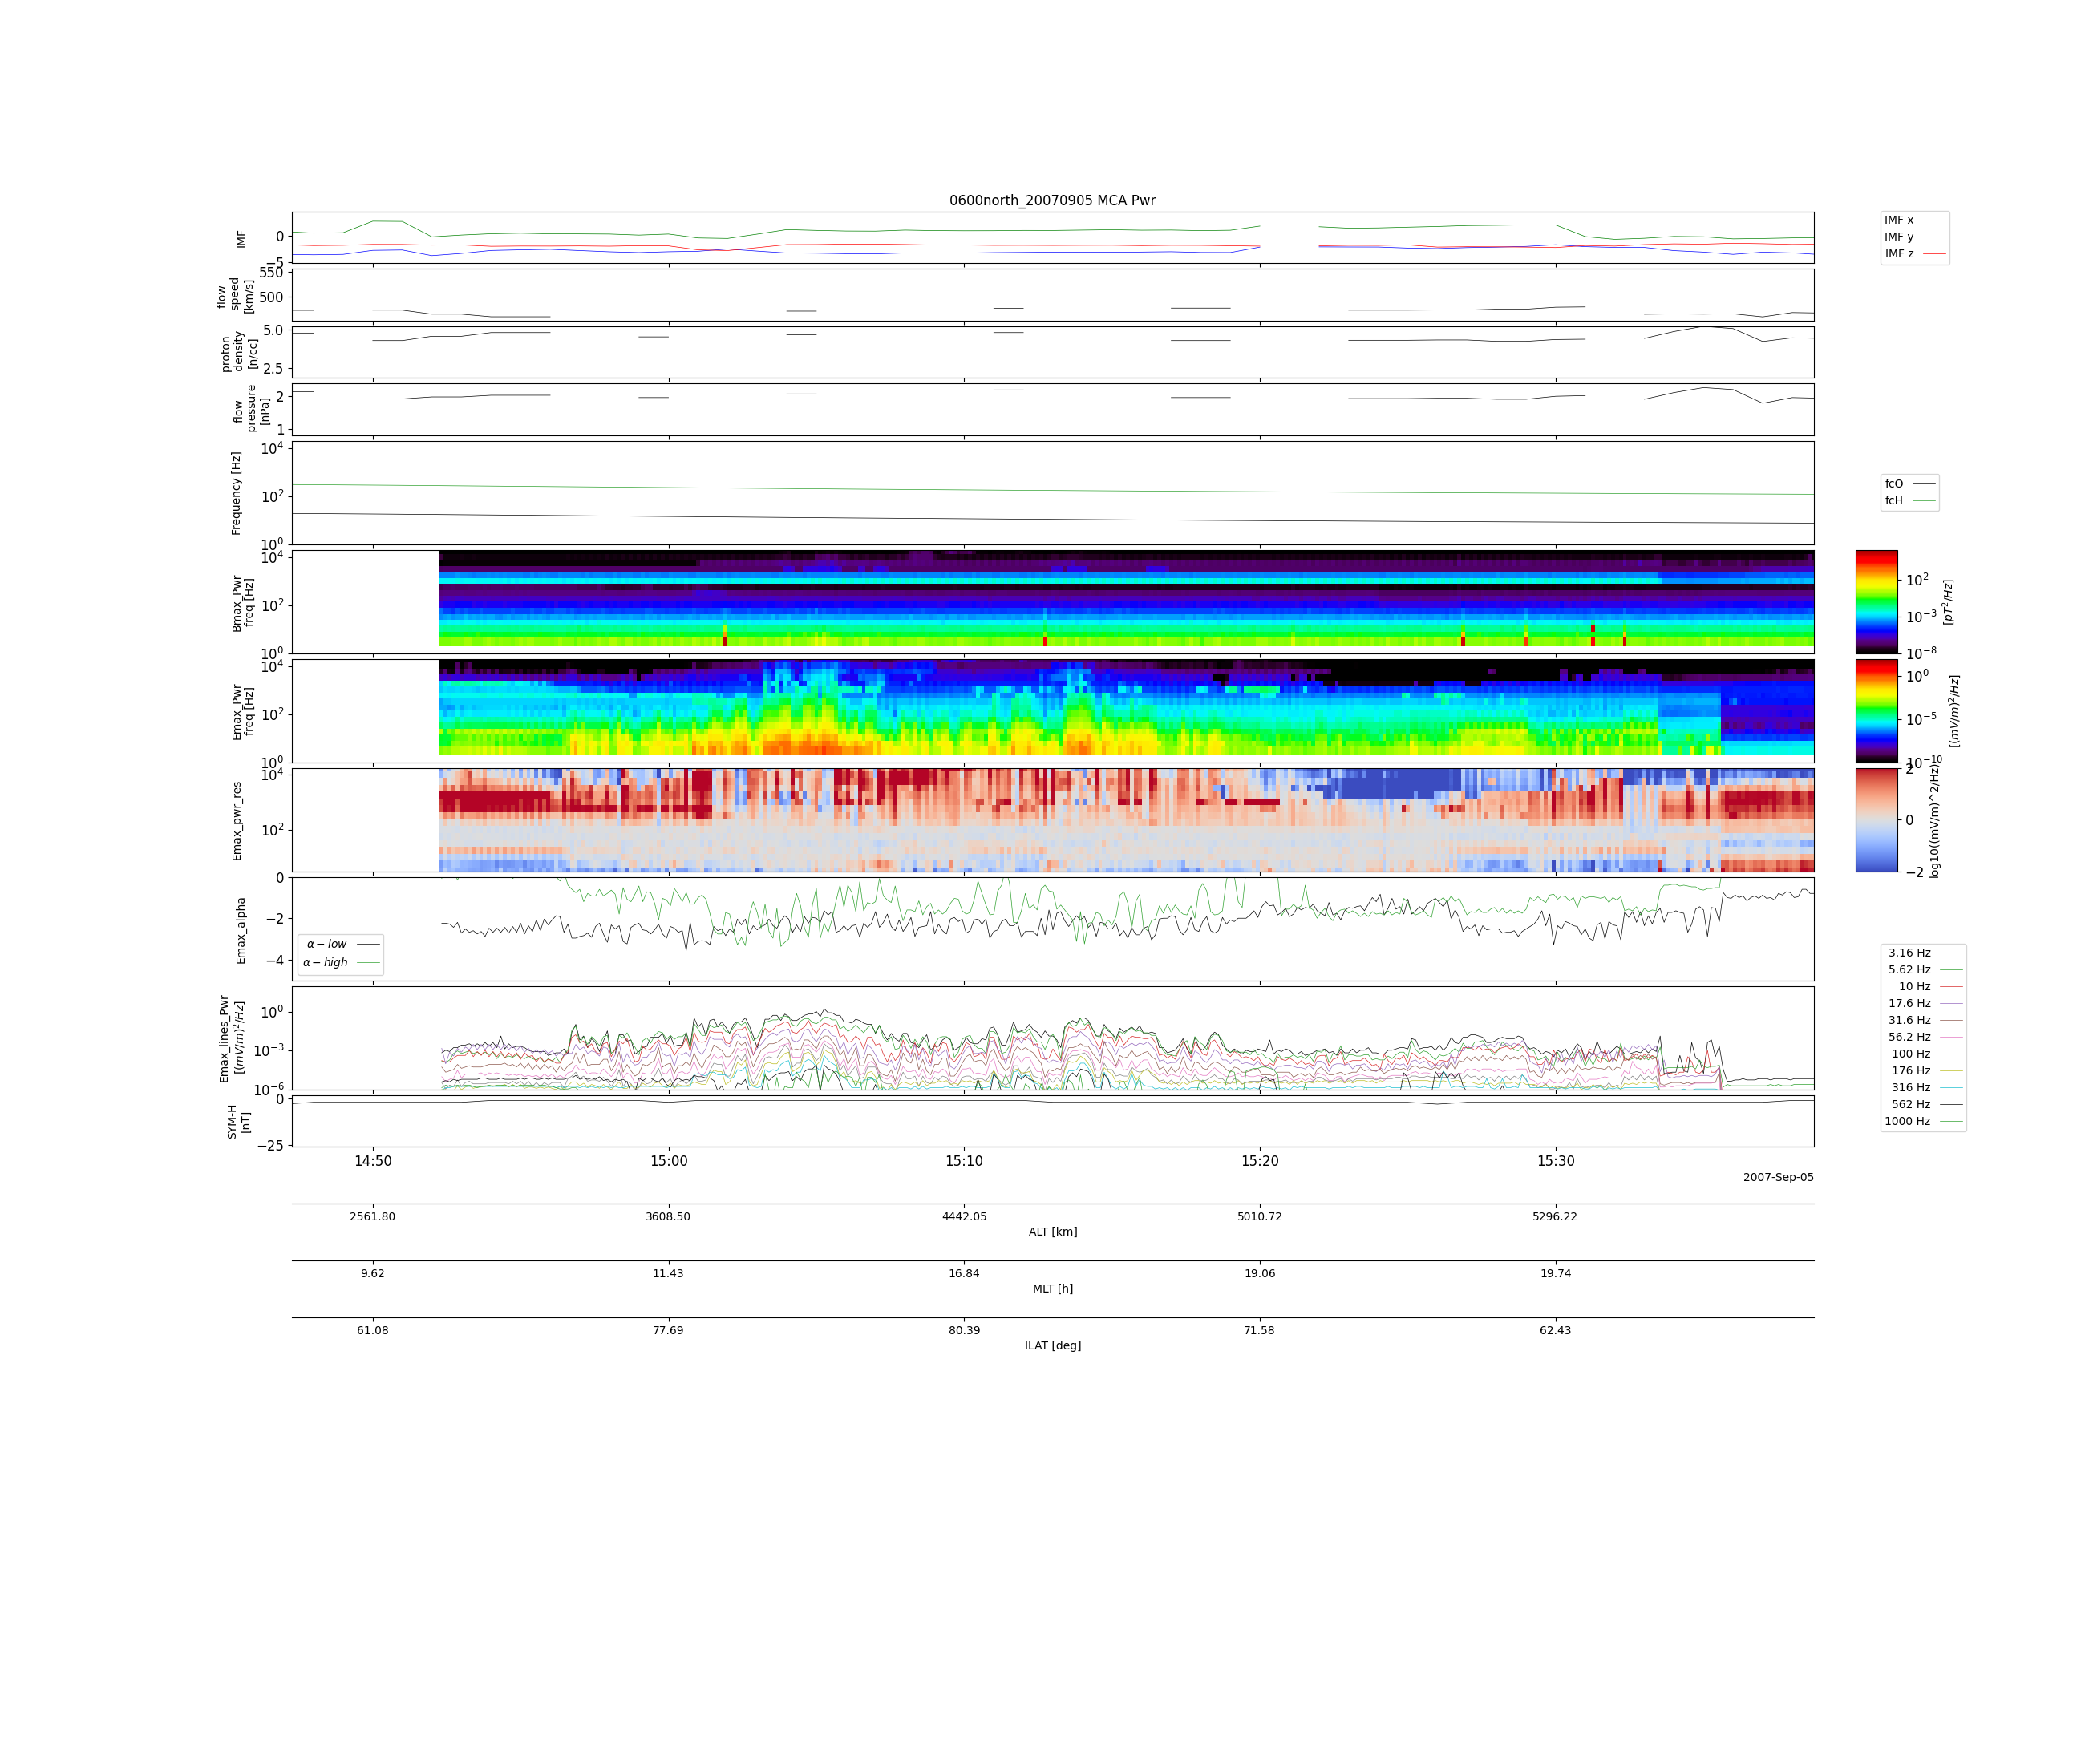 0600north_20070905 MCA Pwr
IMF
0
−5
IMF x
IMF y
IMF z
flow
speed
[km/s]
550
500
proton
density
[n/cc]
5.0
2.5
flow
pressure
[nPa]
2
1
Frequency [Hz]
10^4
10^2
10^0
fcO
fcH
Bmax_Pwr
freq [Hz]
10^4
10^2
10^0
10^2
10^−3
10^−8
[pT^2/Hz]
Emax_Pwr
freq [Hz]
10^4
10^2
10^0
10^0
10^−5
10^−10
[(mV/m)^2/Hz]
Emax_pwr_res
10^4
10^2
2
0
−2
log10((mV/m)^2/Hz)
Emax_alpha
0
−2
−4
α − low
α − high
Emax_lines_Pwr
[(mV/m)^2/Hz]
10^0
10^−3
10^−6
3.16 Hz
5.62 Hz
10 Hz
17.6 Hz
31.6 Hz
56.2 Hz
100 Hz
176 Hz
316 Hz
562 Hz
1000 Hz
SYM-H
[nT]
0
−25
14:50 15:00 15:10 15:20 15:30
2007-Sep-05
2561.80 3608.50 4442.05 5010.72 5296.22
ALT [km]
9.62 11.43 16.84 19.06 19.74
MLT [h]
61.08 77.69 80.39 71.58 62.43
ILAT [deg]